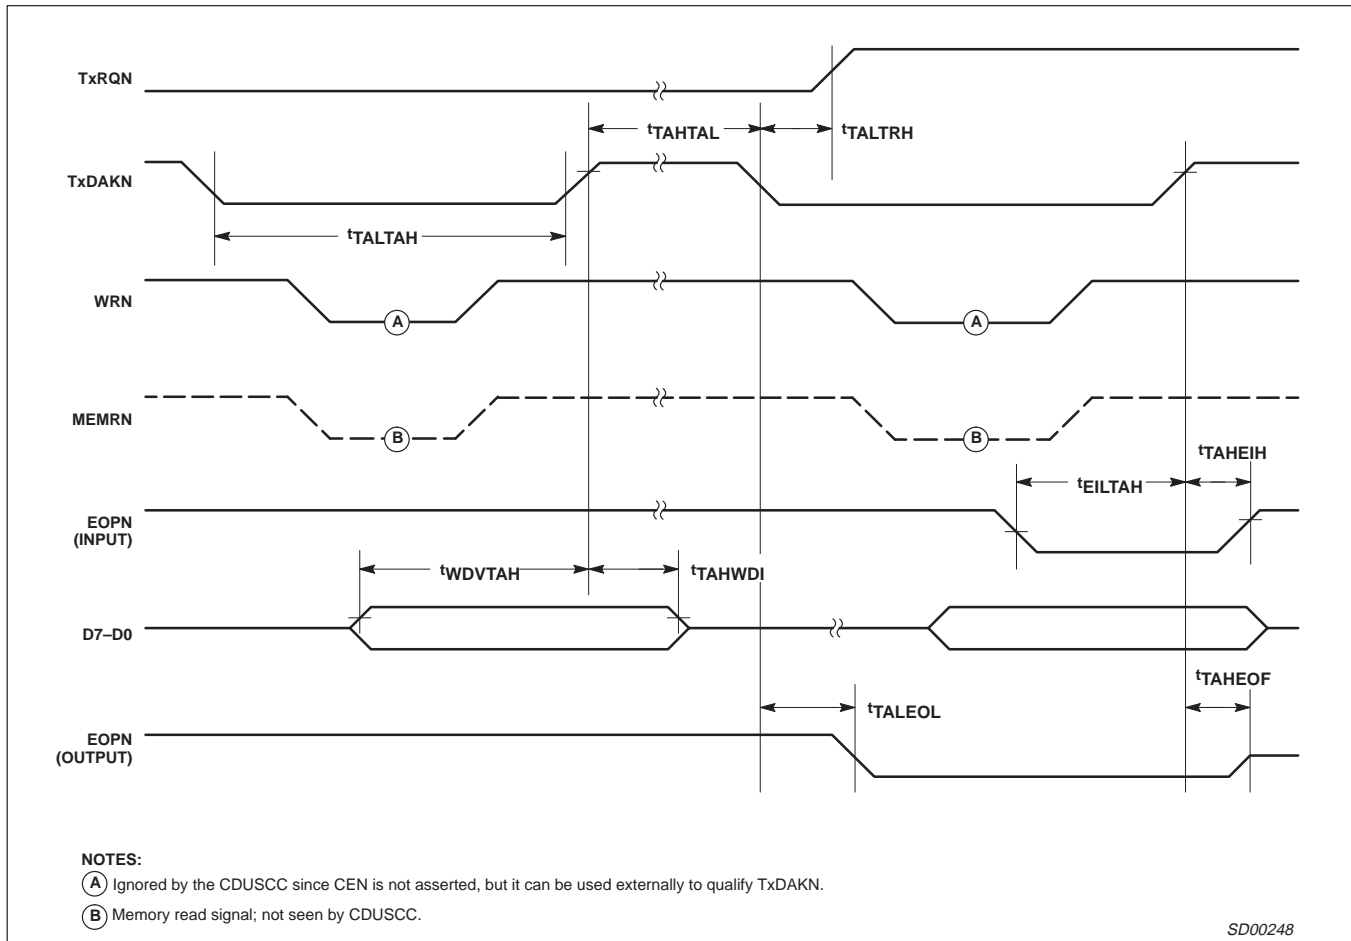 TxRQN
tTAHTAL
tTALTRH
TxDAKN
tTALTAH
WRN
A
A
MEMRN
B
B
tTAHEIH
tEILTAH
EOPN
(INPUT)
tWDVTAH
tTAHWDI
D7–D0
tTAHEOF
tTALEOL
EOPN
(OUTPUT)
NOTES:
A Ignored by the CDUSCC since CEN is not asserted, but it can be used externally to qualify TxDAKN.
B Memory read signal; not seen by CDUSCC.
SD00248